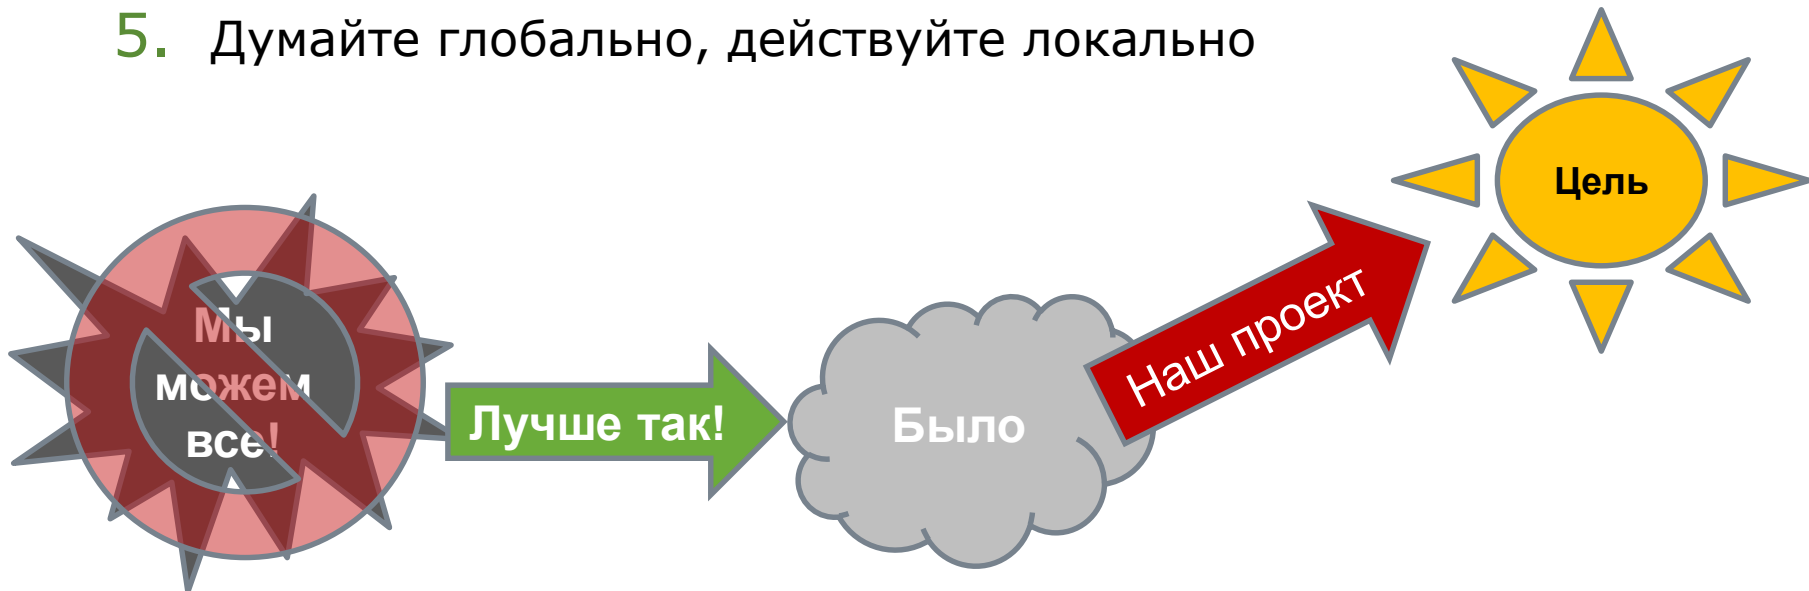 5. Думайте глобально, действуйте локально
Цель
Мы
можем
все!
Лучше так!
Было
Наш проект